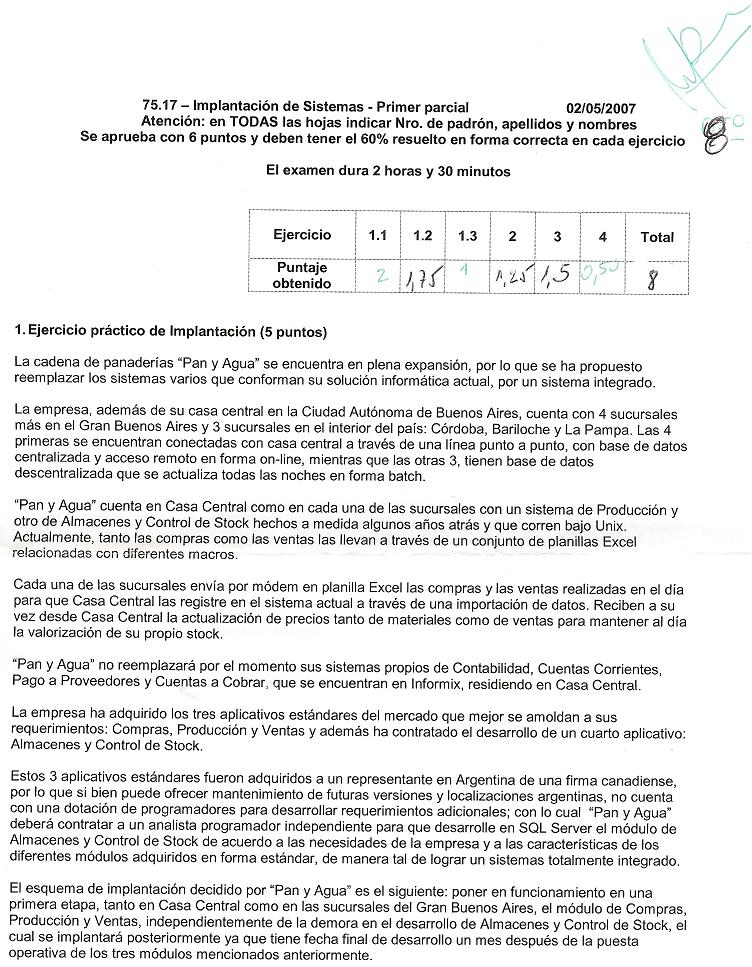 75.17 – Implantación de Sistemas - Primer parcial 02/05/2007
Atención: en TODAS las hojas indicar Nro. de padrón, apellidos y nombres
Se aprueba con 6 puntos y deben tener el 60% resuelto en forma correcta en cada ejercicio
8
El examen dura 2 horas y 30 minutos
Ejercicio 1.1 1.2 1.3 2 3 4 Total
Puntaje obtenido 2 1,75 1 1,25 1,5 0,50 8
1. Ejercicio práctico de Implantación (5 puntos)
La cadena de panaderías “Pan y Agua” se encuentra en plena expansión, por lo que se ha propuesto
reemplazar los sistemas varios que conforman su solución informática actual, por un sistema integrado.
La empresa, además de su casa central en la Ciudad Autónoma de Buenos Aires, cuenta con 4 sucursales
más en el Gran Buenos Aires y 3 sucursales en el interior del país: Córdoba, Bariloche y La Pampa. Las 4
primeras se encuentran conectadas con casa central a través de una línea punto a punto, con base de datos
centralizada y acceso remoto en forma on-line, mientras que las otras 3, tienen base de datos
descentralizada que se actualiza todas las noches en forma batch.
“Pan y Agua” cuenta en Casa Central como en cada una de las sucursales con un sistema de Producción y
otro de Almacenes y Control de Stock hechos a medida algunos años atrás y que corren bajo Unix.
Actualmente, tanto las compras como las ventas las llevan a través de un conjunto de planillas Excel
relacionadas con diferentes macros.
Cada una de las sucursales envía por módem en planilla Excel las compras y las ventas realizadas en el día
para que Casa Central las registre en el sistema actual a través de una importación de datos. Reciben a su
vez desde Casa Central la actualización de precios tanto de materiales como de ventas para mantener al día
la valorización de su propio stock.
“Pan y Agua” no reemplazará por el momento sus sistemas propios de Contabilidad, Cuentas Corrientes,
Pago a Proveedores y Cuentas a Cobrar, que se encuentran en Informix, residiendo en Casa Central.
La empresa ha adquirido los tres aplicativos estándares del mercado que mejor se amoldan a sus
requerimientos: Compras, Producción y Ventas y además ha contratado el desarrollo de un cuarto aplicativo:
Almacenes y Control de Stock.
Estos 3 aplicativos estándares fueron adquiridos a un representante en Argentina de una firma canadiense,
por lo que si bien puede ofrecer mantenimiento de futuras versiones y localizaciones argentinas, no cuenta
con una dotación de programadores para desarrollar requerimientos adicionales; con lo cual “Pan y Agua”
deberá contratar a un analista programador independiente para que desarrolle en SQL Server el módulo de
Almacenes y Control de Stock de acuerdo a las necesidades de la empresa y a las características de los
diferentes módulos adquiridos en forma estándar, de manera tal de lograr un sistemas totalmente integrado.
El esquema de implantación decidido por “Pan y Agua” es el siguiente: poner en funcionamiento en una
primera etapa, tanto en Casa Central como en las sucursales del Gran Buenos Aires, el módulo de Compras,
Producción y Ventas, independientemente de la demora en el desarrollo de Almacenes y Control de Stock, el
cual se implantará posteriormente ya que tiene fecha final de desarrollo un mes después de la puesta
operativa de los tres módulos mencionados anteriormente.